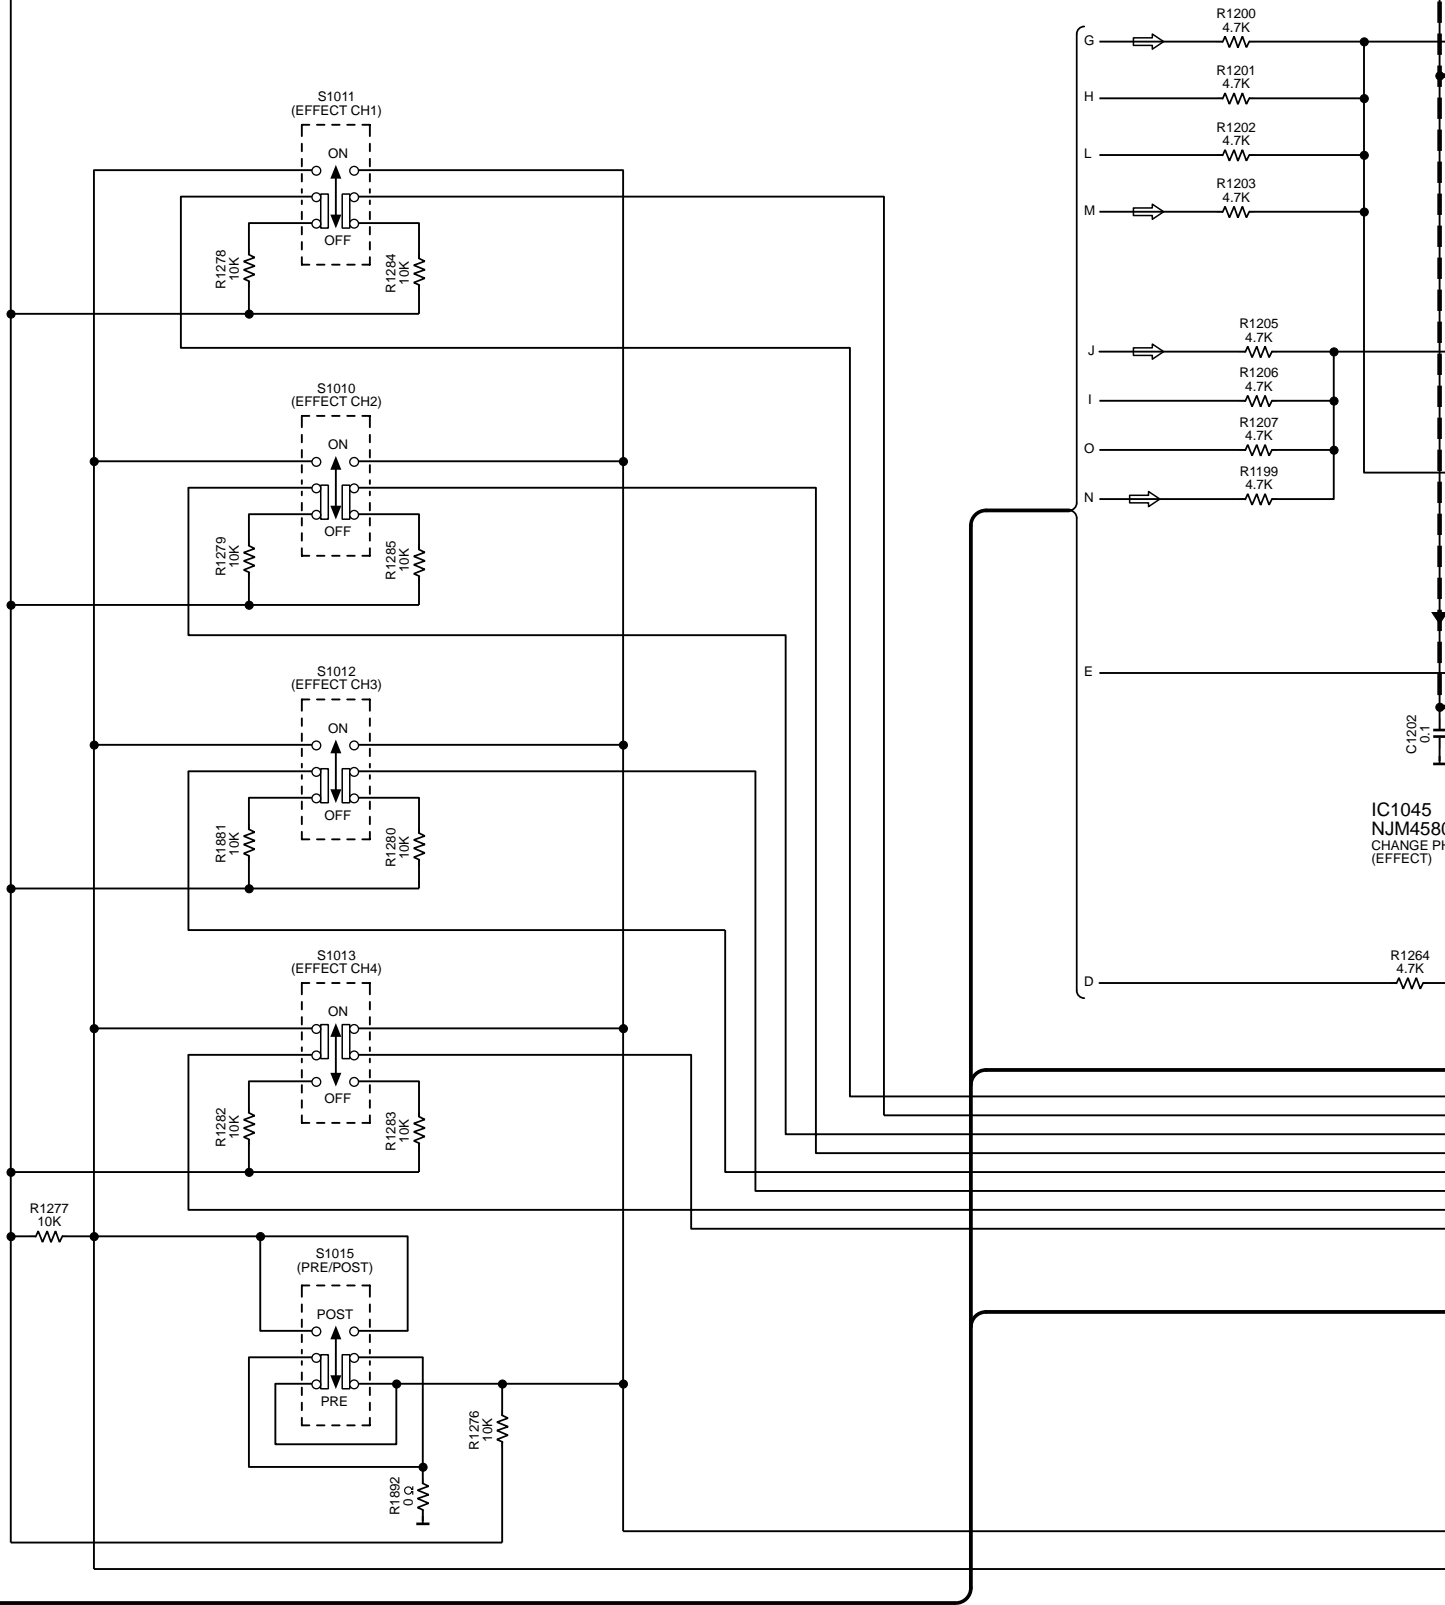 S1011
(EFFECT CH1)
ON
OFF
R1278
10K
R1284
10K
S1010
(EFFECT CH2)
ON
OFF
R1279
10K
R1285
10K
S1012
(EFFECT CH3)
ON
OFF
R1881
10K
R1280
10K
S1013
(EFFECT CH4)
ON
OFF
R1282
10K
R1283
10K
R1277
10K
S1015
(PRE/POST)
POST
PRE
R1276
10K
R1892
0 Ω
G
R1200
4.7K
H
R1201
4.7K
L
R1202
4.7K
M
R1203
4.7K
J
R1205
4.7K
I
R1206
4.7K
O
R1207
4.7K
N
R1199
4.7K
E
C1202
0.1
IC1045
NJM4580
CHANGE PH
(EFFECT)
D
R1264
4.7K